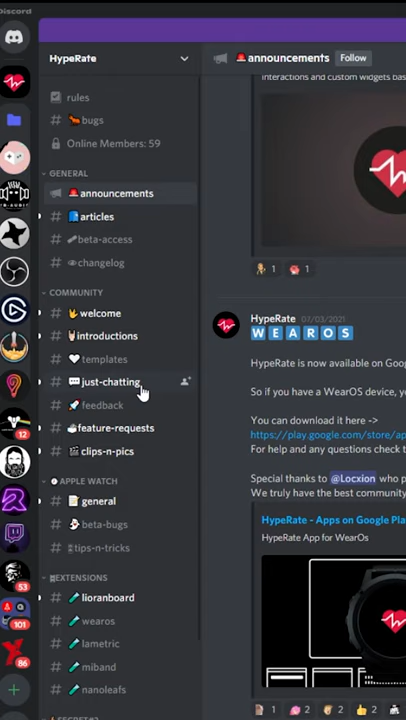 Discord
HypeRate
rules
bugs
Online Members: 59
GENERAL
announcements
articles
beta-access
changelog
COMMUNITY
welcome
introductions
templates
just-chatting
feedback
feature-requests
clips-n-pics
APPLE WATCH
general
beta-bugs
tips-n-tricks
EXTENSIONS
lioranboard
wearos
lametric
miband
nanoleafs
12
53
101
86
announcements Follow
interactions and custom widgets bas
1 1
HypeRate 07/03/2021
W E A R O S
HypeRate is now available on Goog
So if you have a WearOS device, y
You can download it here ->
https://play.google.com/store/ap
For help and any questions check t
Special thanks to @Locxion who p
We truly have the best community
HypeRate - Apps on Google Pla
HypeRate App for WearOs
1 2 2 2